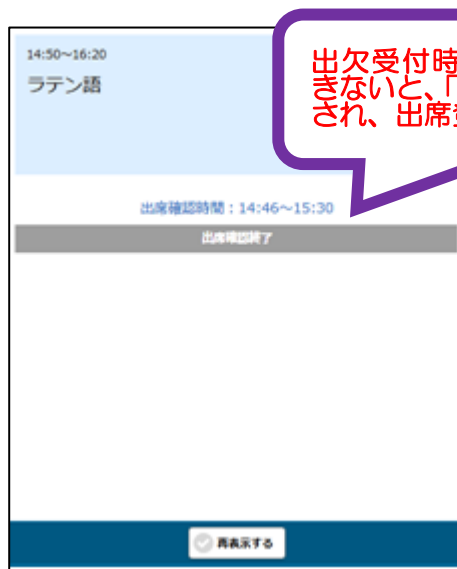 14:50～16:20
ラテン語
出欠受付時
きないと、「
され、出席
出席確認時間：14:46～15:30
出席確認終了
再表示する